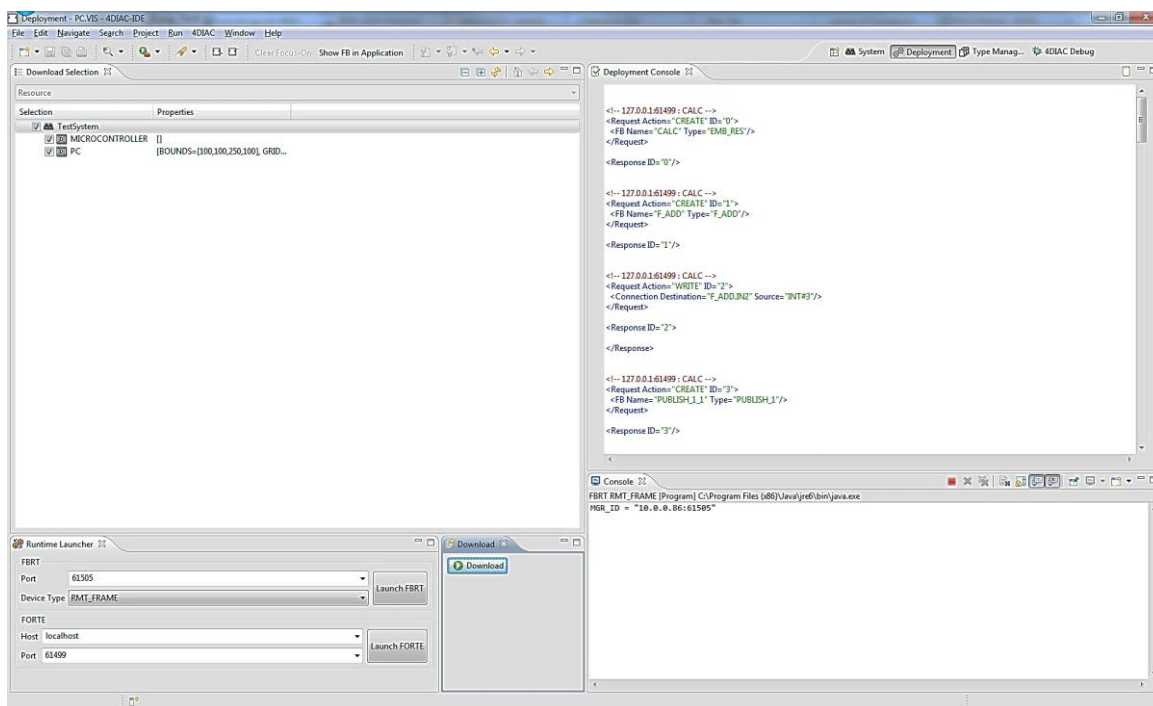 Deployment - PC.VIS - 4DIAC-IDE
File Edit Navigate Search Project Run 4DIAC Window Help
Clear Focus-On Show FB in Application
System Deployment Type Manag... 4DIAC Debug
Download Selection
Resource
Selection Properties
TestSystem
MICROCONTROLLER []
PC [BOUNDS=[100,100,250,100], GRID...
Deployment Console
<!-- 127.0.0.1:61499 : CALC -->
<Request Action="CREATE" ID="0">
<FB Name="CALC" Type="EMB_RES"/>
</Request>
<Response ID="0"/>
<!-- 127.0.0.1:61499 : CALC -->
<Request Action="CREATE" ID="1">
<FB Name="F_ADD" Type="F_ADD"/>
</Request>
<Response ID="1"/>
<!-- 127.0.0.1:61499 : CALC -->
<Request Action="WRITE" ID="2">
<Connection Destination="F_ADD.IN2" Source="INT#3"/>
</Request>
<Response ID="2">
</Response>
<!-- 127.0.0.1:61499 : CALC -->
<Request Action="CREATE" ID="3">
<FB Name="PUBLISH_1_1" Type="PUBLISH_1"/>
</Request>
<Response ID="3"/>
Console
FBRT RMT_FRAME [Program] C:\Program Files (x86)\Java\jre6\bin\java.exe
MGR_ID = "10.0.0.86:61505"
Runtime Launcher
FBRT
Port 61505
Launch FBRT
Device Type RMT_FRAME
FORTE
Host localhost
Launch FORTE
Port 61499
Download
Download